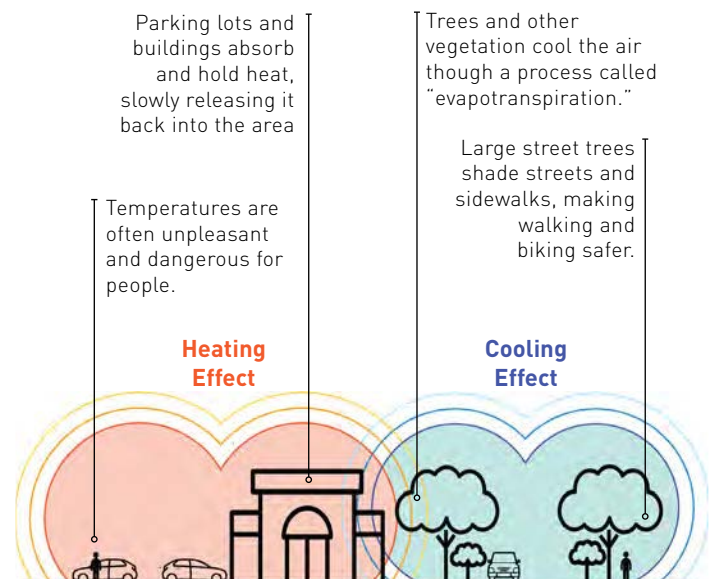 Parking lots and
buildings absorb
and hold heat,
slowly releasing it
back into the area
Trees and other
vegetation cool the air
though a process called
“evapotranspiration.”
Large street trees
shade streets and
sidewalks, making
walking and
biking safer.
Temperatures are
often unpleasant
and dangerous for
people.
Heating
Effect
Cooling
Effect